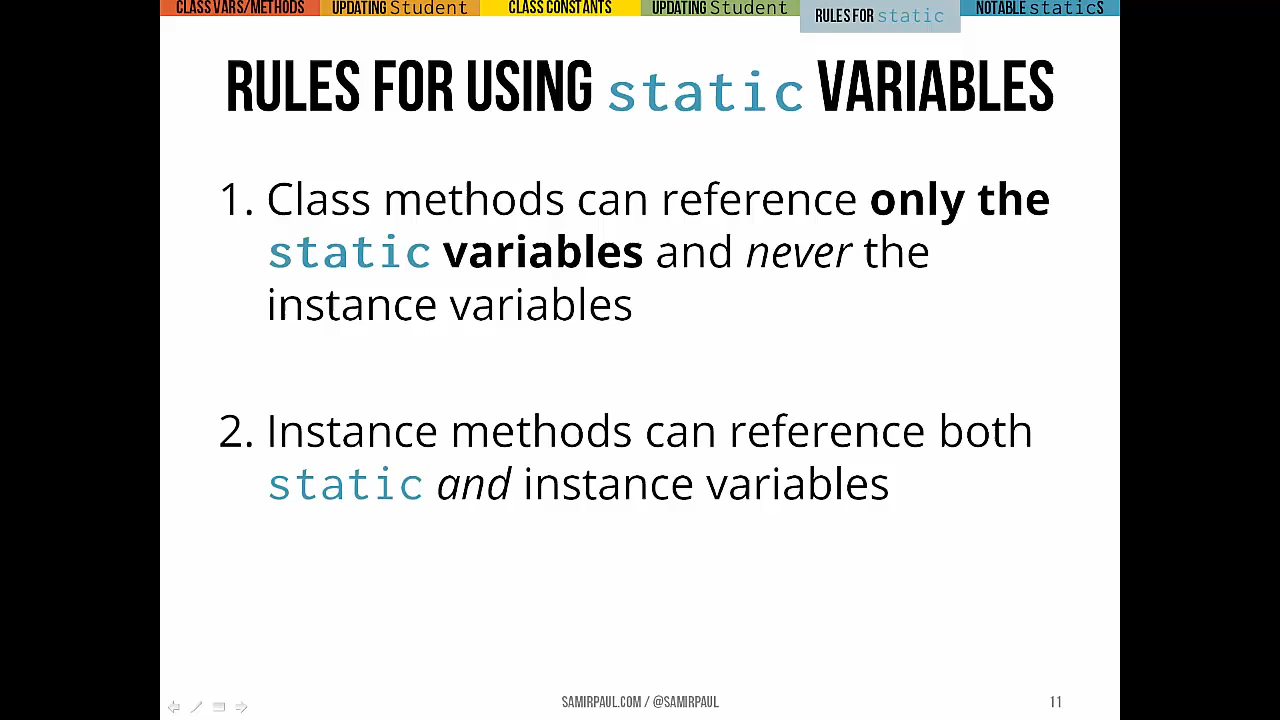 CLASS VARS/METHODS UPDATING Student CLASS CONSTANTS UPDATING Student RULES FOR static NOTABLE staticS
RULES FOR USING static VARIABLES
1. Class methods can reference only the
static variables and never the
instance variables
2. Instance methods can reference both
static and instance variables
SAMIRPAUL.COM / @SAMIRPAUL 11